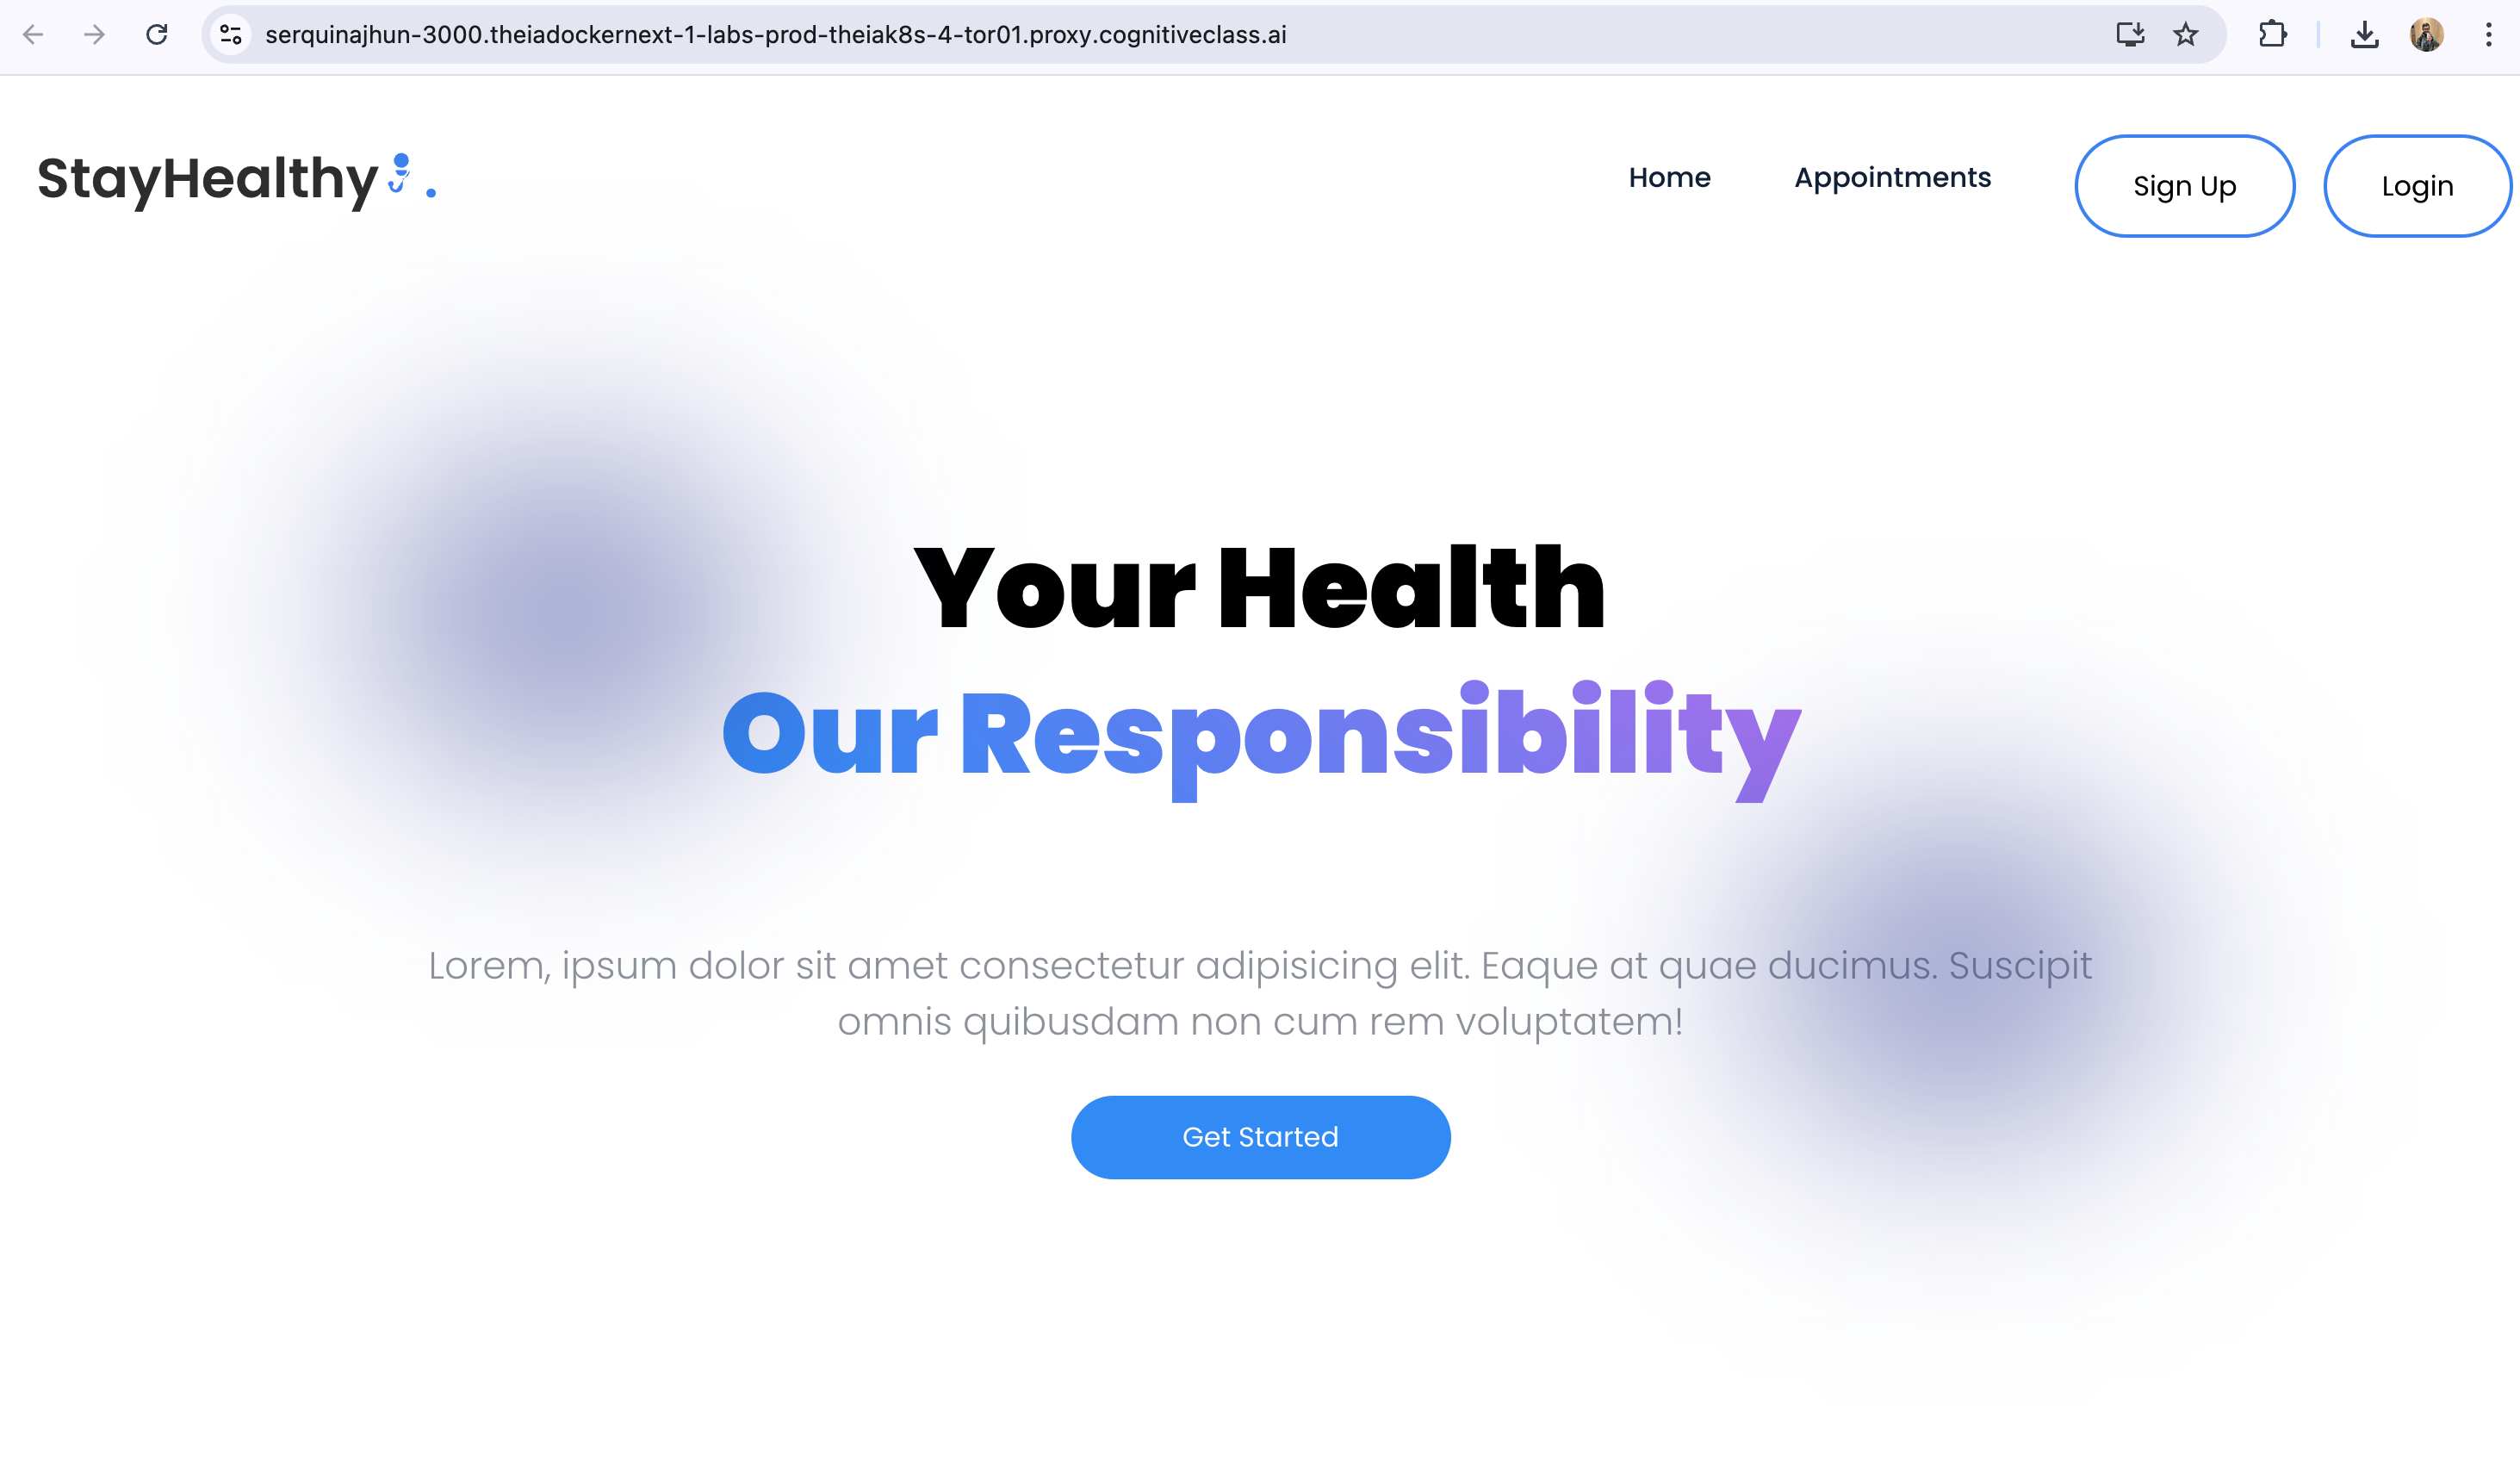 serquinajhun-3000.theiadockernext-1-labs-prod-theiak8s-4-tor01.proxy.cognitiveclass.ai
StayHealthy . Home Appointments Sign Up Login
Your Health
Our Responsibility
Lorem, ipsum dolor sit amet consectetur adipisicing elit. Eaque at quae ducimus. Suscipit
omnis quibusdam non cum rem voluptatem!
Get Started